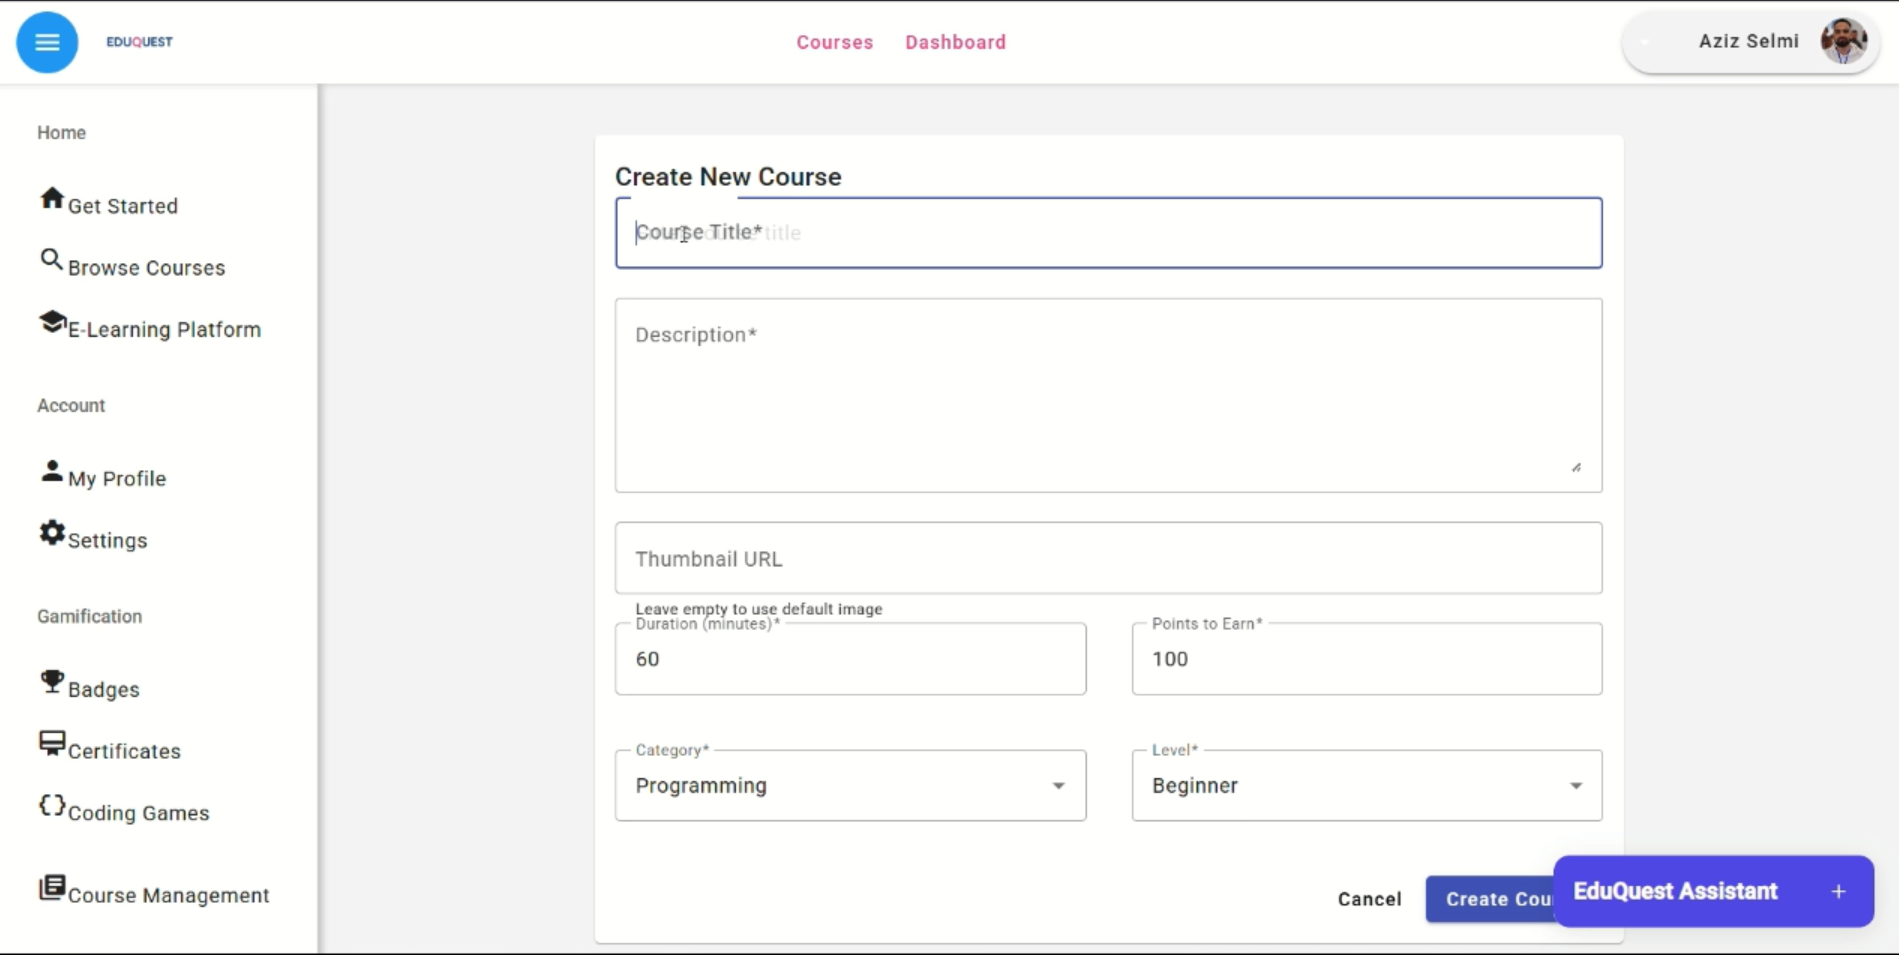 EDUQUEST
Courses Dashboard
Aziz Selmi
Home
Get Started
Browse Courses
E-Learning Platform
Account
My Profile
Settings
Gamification
Badges
Certificates
Coding Games
Course Management
Create New Course
Course Title*
title
Description*
Thumbnail URL
Leave empty to use default image
Duration (minutes)*
60
Points to Earn*
100
Category*
Programming
Level*
Beginner
Cancel
Create Cou
EduQuest Assistant +